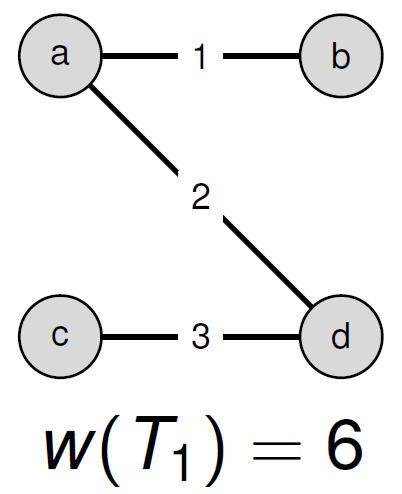 a 1 b
2
c 3 d
w(T₁) = 6